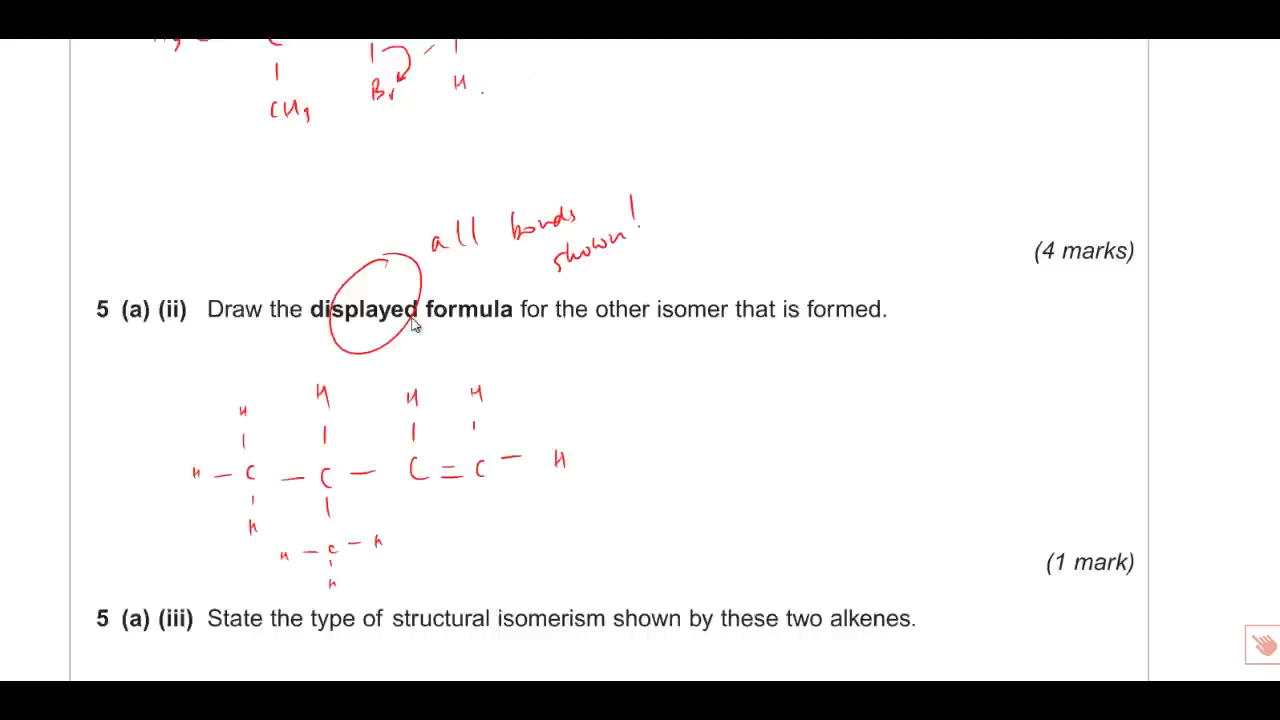 C
Br
H
CH3
all bonds
shown!
(4 marks)
5 (a) (ii) Draw the displayed formula for the other isomer that is formed.
H H H H
H - C - C - C = C - H
H
H - C - H
H
(1 mark)
5 (a) (iii) State the type of structural isomerism shown by these two alkenes.